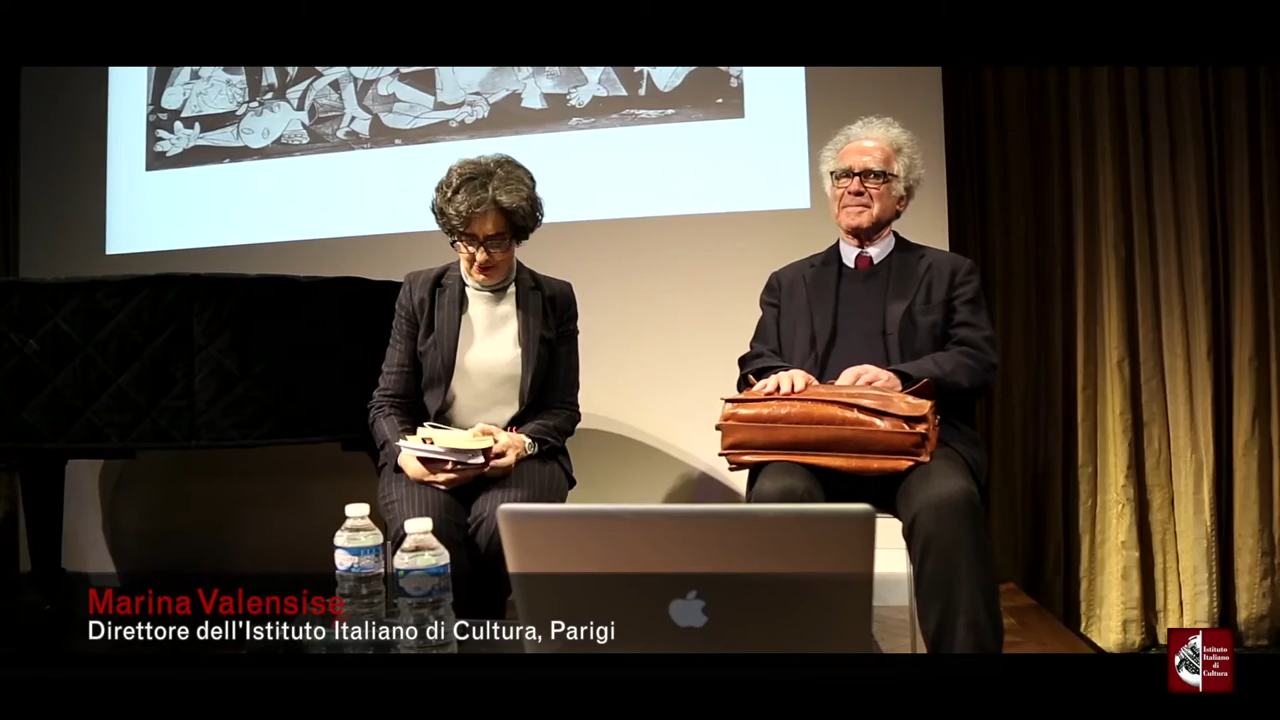 Marina Valensise
Direttore dell'Istituto Italiano di Cultura, Parigi
Istituto
Italiano
di
Cultura